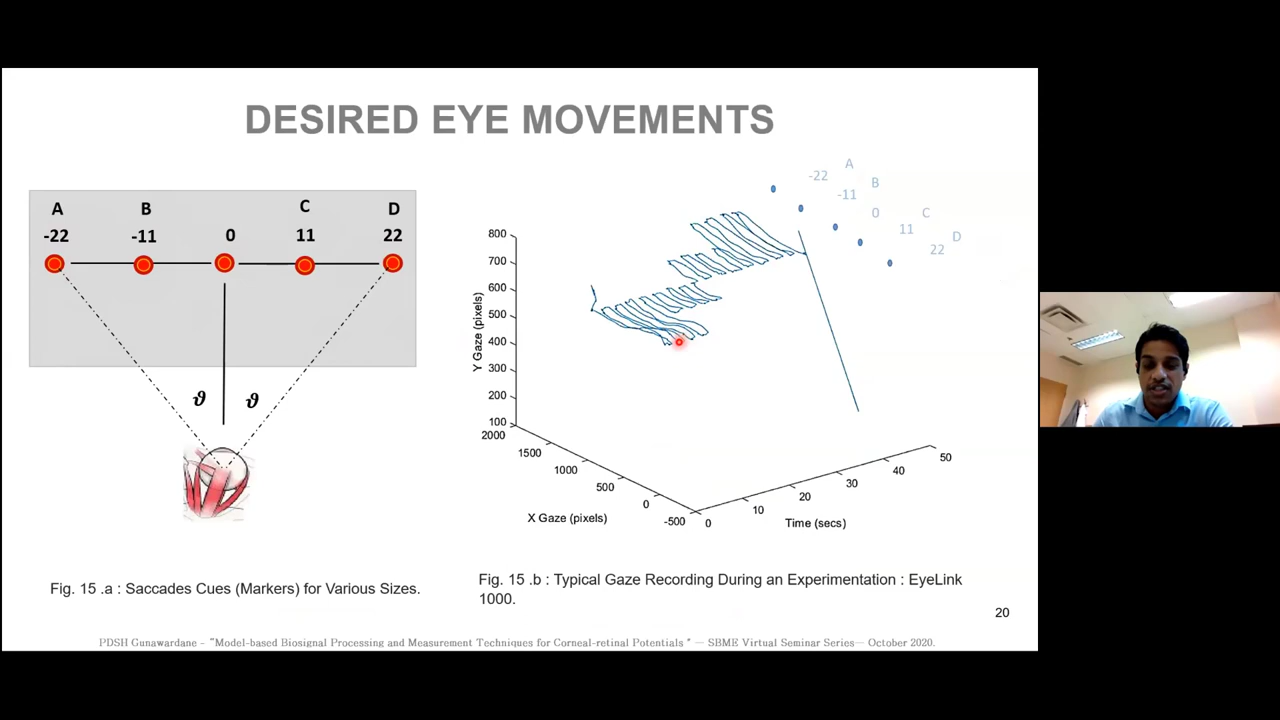 DESIRED EYE MOVEMENTS
A B C D
-22 -11 0 11 22
ϑ ϑ
Fig. 15 .a : Saccades Cues (Markers) for Various Sizes.
A
-22
B
-11
0
C
11
D
22
Y Gaze (pixels)
800
700
600
500
400
300
200
100
2000
1500
1000
500
0
-500
X Gaze (pixels)
0
10
20
30
40
50
Time (secs)
Fig. 15 .b : Typical Gaze Recording During an Experimentation : EyeLink
1000.
20
PDSH Gunawardane – "Model-based Biosignal Processing and Measurement Techniques for Corneal-retinal Potentials " — SBME Virtual Seminar Series— October 2020.